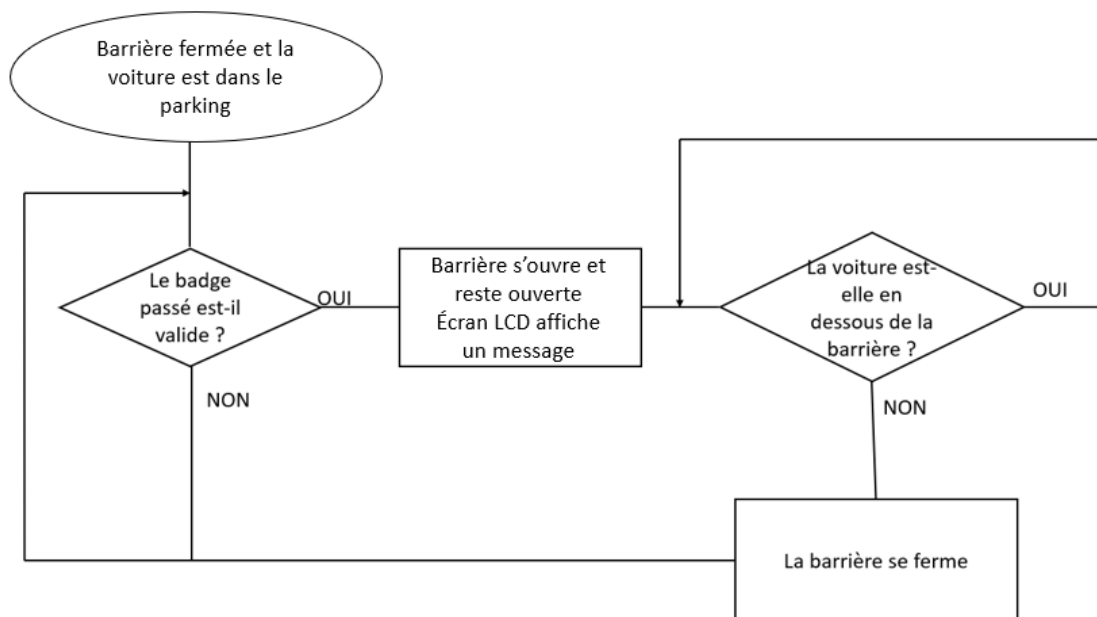 Barrière fermée et la
voiture est dans le
parking
Le badge
passé est-il
valide ?
OUI
NON
Barrière s’ouvre et
reste ouverte
Écran LCD affiche
un message
La voiture est-
elle en
dessous de la
barrière ?
OUI
NON
La barrière se ferme